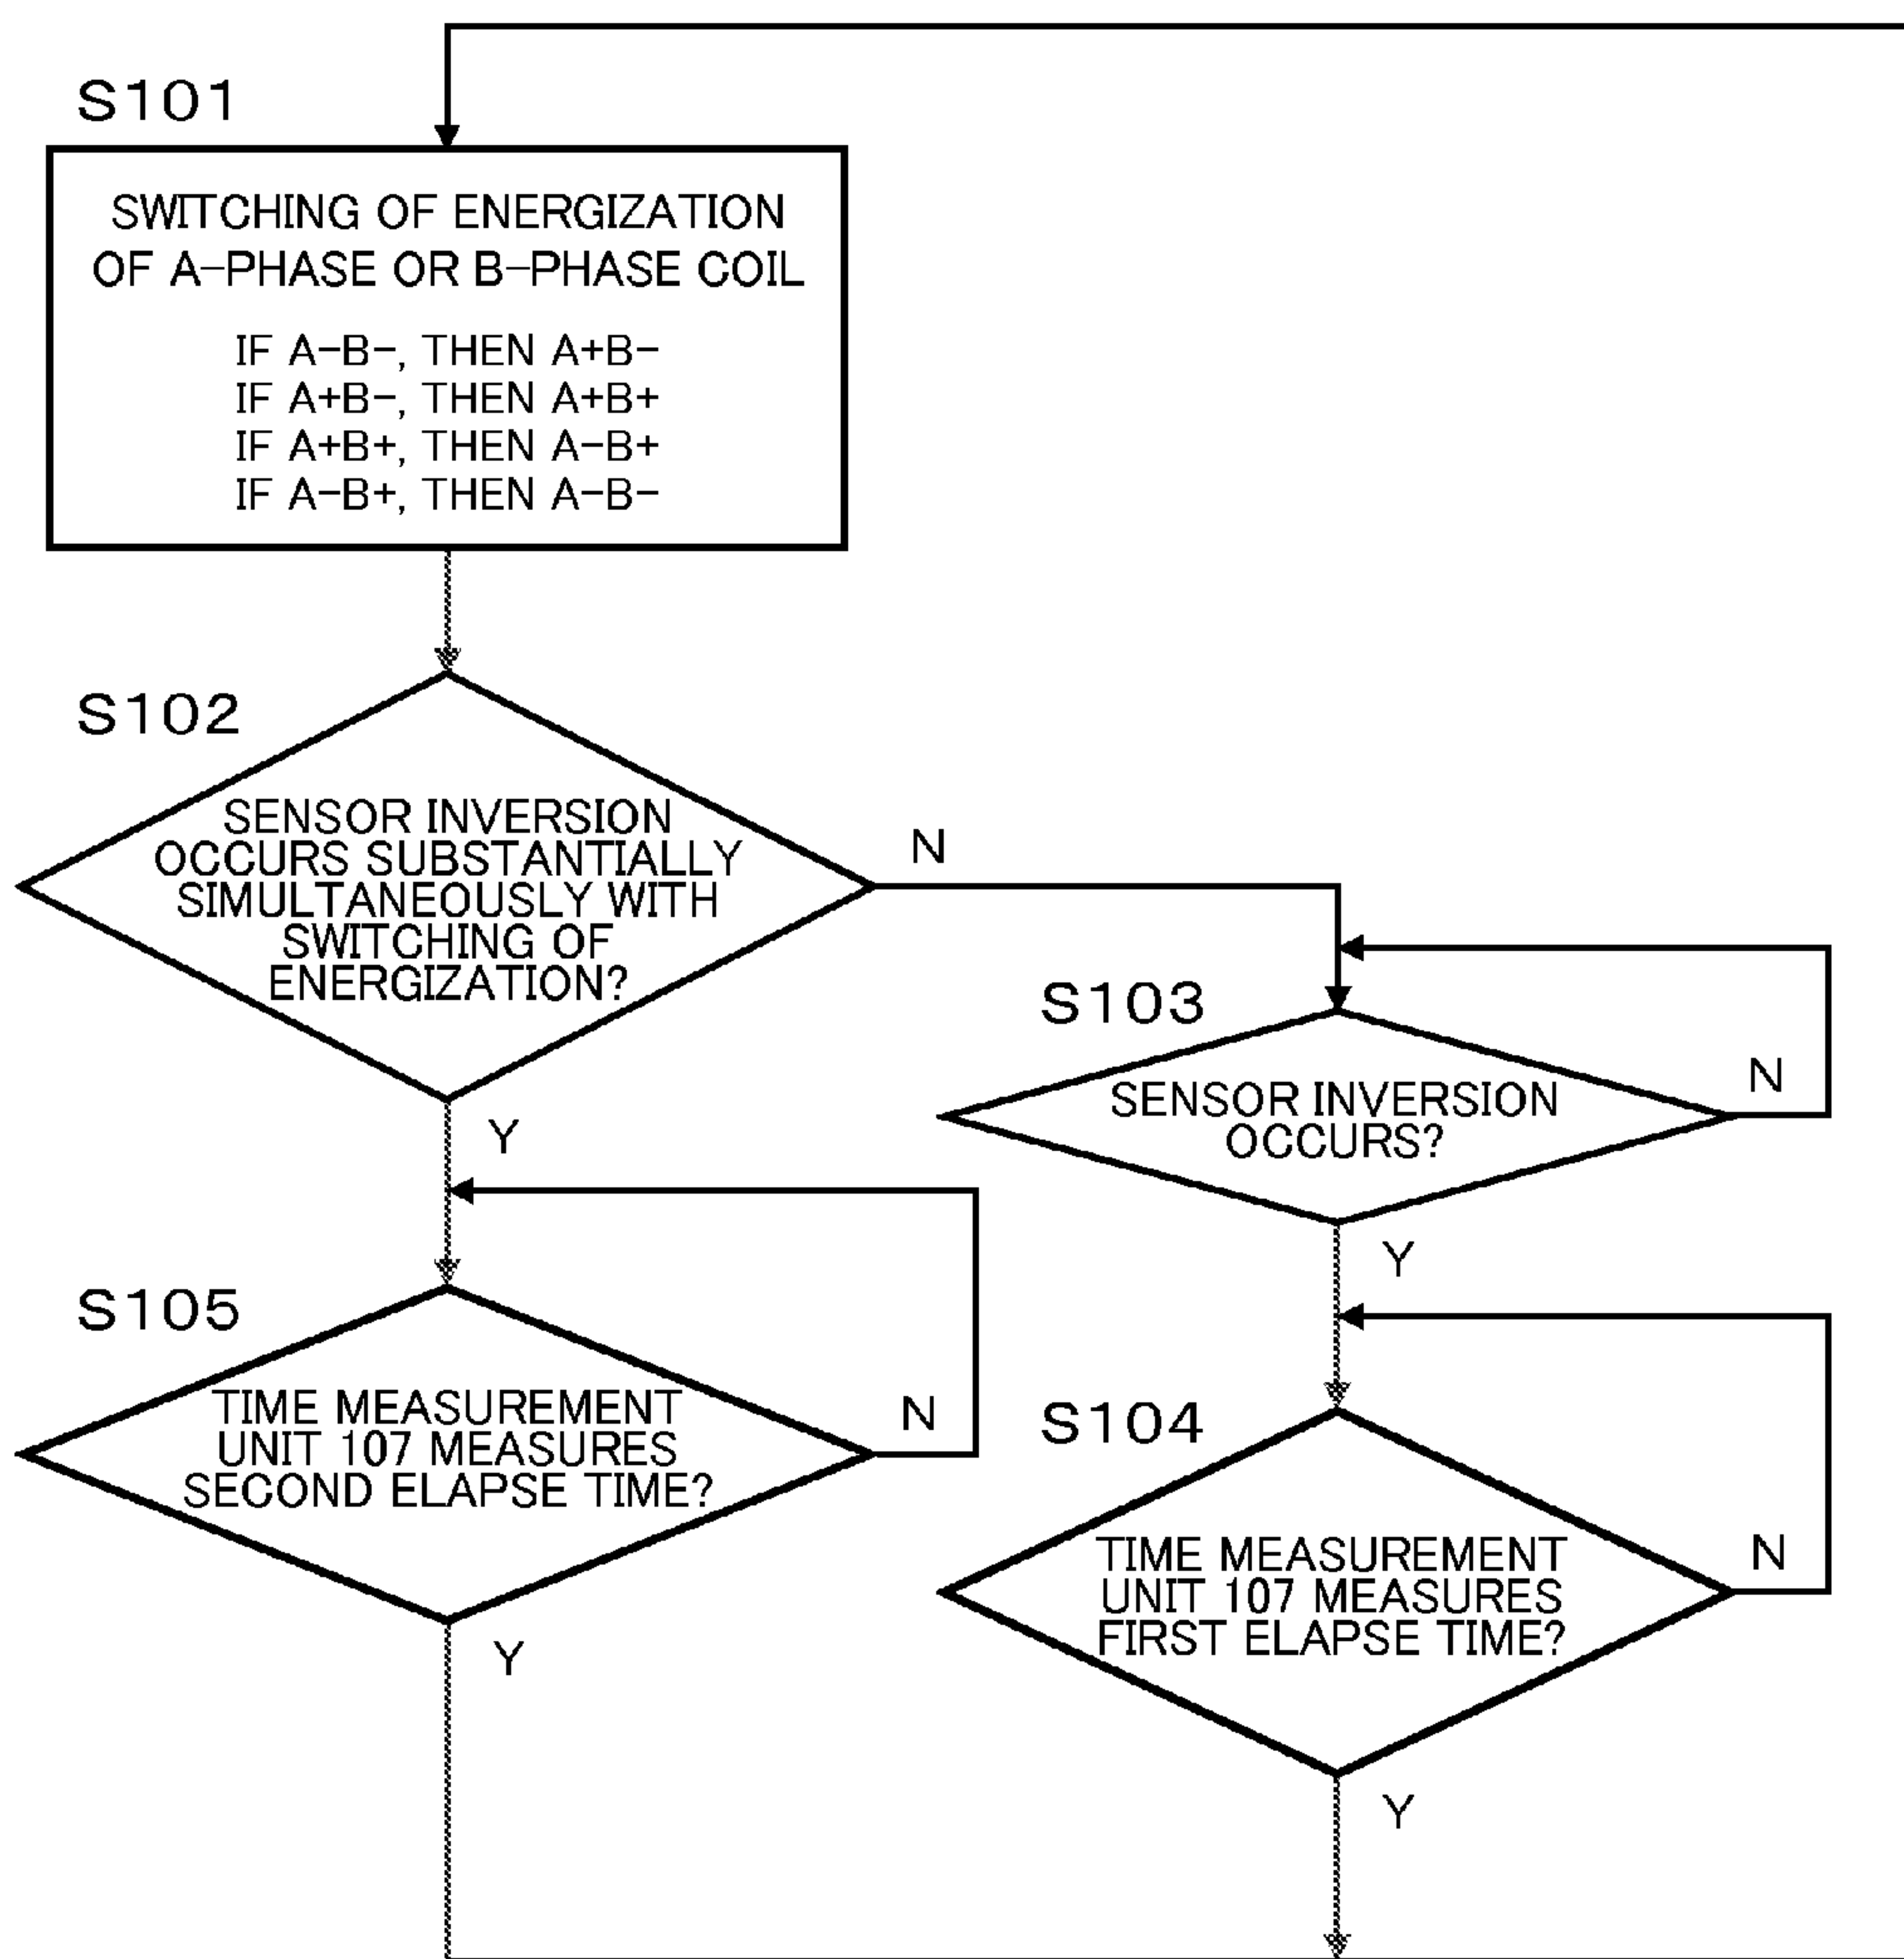 S101
SWITCHING OF ENERGIZATION
OF A-PHASE OR B-PHASE COIL
IF A-B-, THEN A+B-
IF A+B-, THEN A+B+
IF A+B+, THEN A-B+
IF A-B+, THEN A-B-
S102
SENSOR INVERSION
OCCURS SUBSTANTIALLY
SIMULTANEOUSLY WITH
SWITCHING OF
ENERGIZATION?
N
Y
S103
SENSOR INVERSION
OCCURS?
N
Y
S105
TIME MEASUREMENT
UNIT 107 MEASURES
SECOND ELAPSE TIME?
N
Y
S104
TIME MEASUREMENT
UNIT 107 MEASURES
FIRST ELAPSE TIME?
N
Y